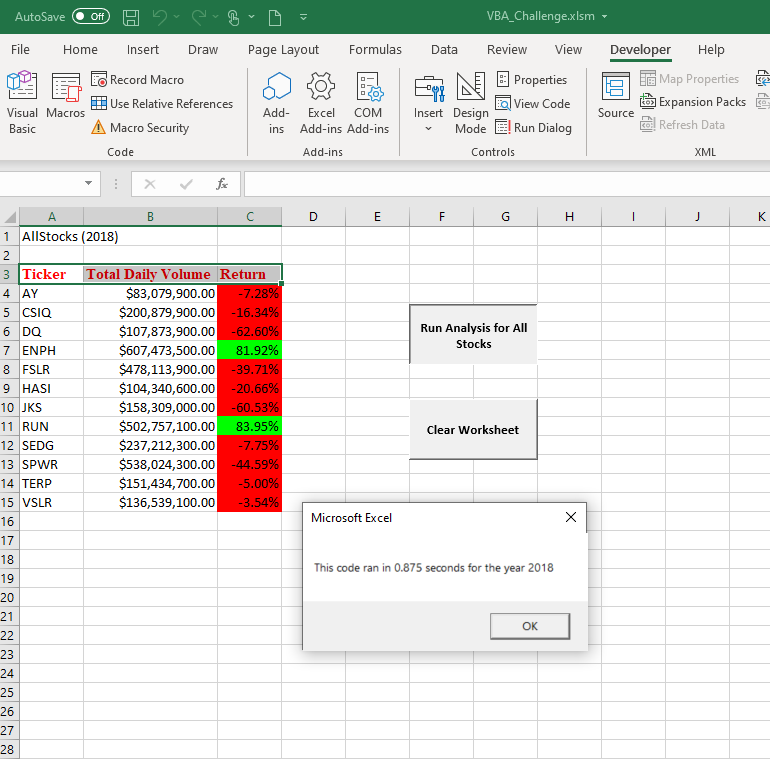 AutoSave Off VBA_Challenge.xlsm
File Home Insert Draw Page Layout Formulas Data Review View Developer Help
Visual Basic
Macros
Record Macro
Use Relative References
Macro Security
Code
Add-ins
Excel Add-ins
COM Add-ins
Add-ins
Insert
Design Mode
Properties
View Code
Run Dialog
Controls
Source
Map Properties
Expansion Packs
Refresh Data
XML
fx
A B C D E F G H I J K
1 AllStocks (2018)
2
3 Ticker Total Daily Volume Return
4 AY $83,079,900.00 -7.28%
5 CSIQ $200,879,900.00 -16.34%
6 DQ $107,873,900.00 -62.60%
7 ENPH $607,473,500.00 81.92%
8 FSLR $478,113,900.00 -39.71%
9 HASI $104,340,600.00 -20.66%
10 JKS $158,309,000.00 -60.53%
11 RUN $502,757,100.00 83.95%
12 SEDG $237,212,300.00 -7.75%
13 SPWR $538,024,300.00 -44.59%
14 TERP $151,434,700.00 -5.00%
15 VSLR $136,539,100.00 -3.54%
16
17
18
19
20
21
22
23
24
25
26
27
28
Run Analysis for All
Stocks
Clear Worksheet
Microsoft Excel
This code ran in 0.875 seconds for the year 2018
OK